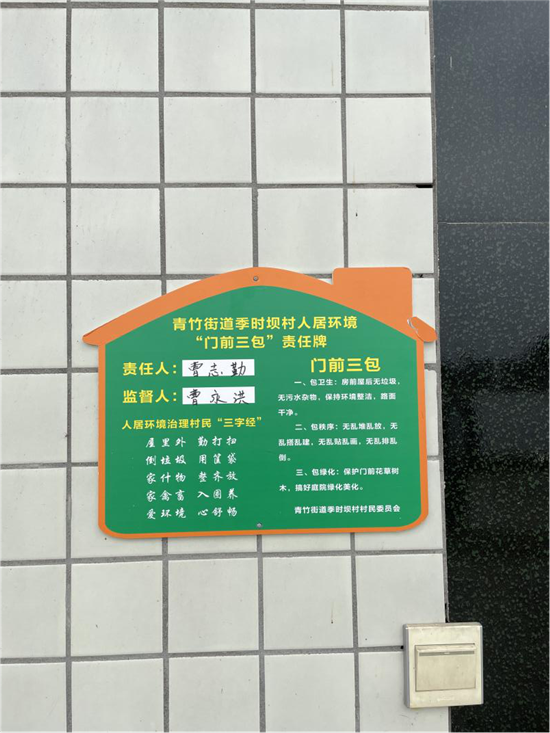 青竹街道季时坝村人居环境
“门前三包”责任牌
责任人：曹志勤
监督人：曹永洪
人居环境治理村民“三字经”
屋里外 勤打扫
倒垃圾 用筐袋
家什物 整齐放
家禽畜 入圈养
爱环境 心舒畅
门前三包
一、包卫生：房前屋后无垃圾、
无污水杂物，保持环境整洁，路面
干净。
二、包秩序：无乱堆乱放，无
乱搭乱建，无乱贴乱画，无乱排乱
倒。
三、包绿化：保护门前花草树
木，搞好庭院绿化美化。
青竹街道季时坝村村民委员会